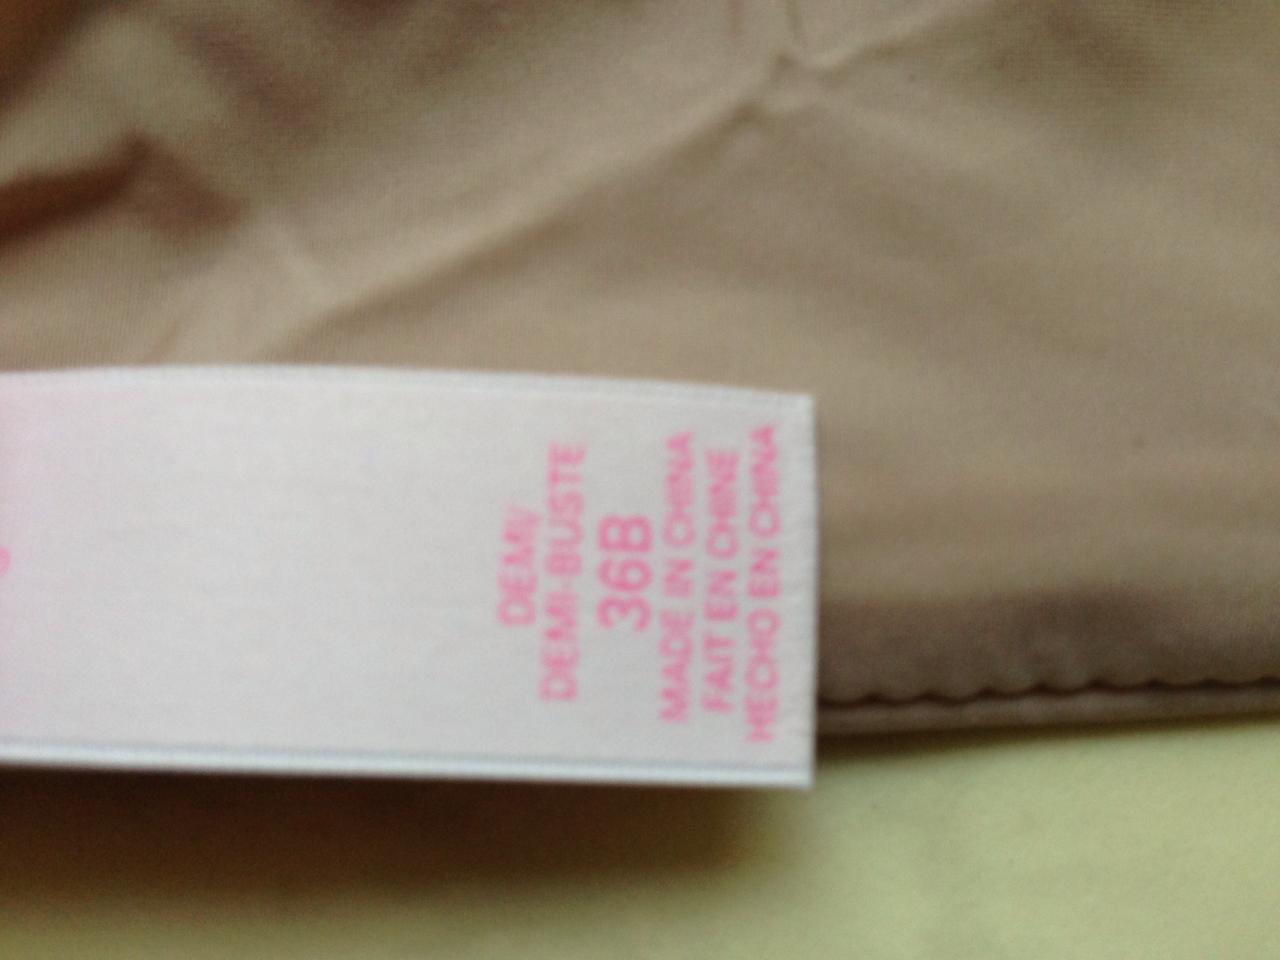 DEMI/
DEMI-BUSTE
36B
MADE IN CHINA
FAIT EN CHINE
HECHO EN CHINA